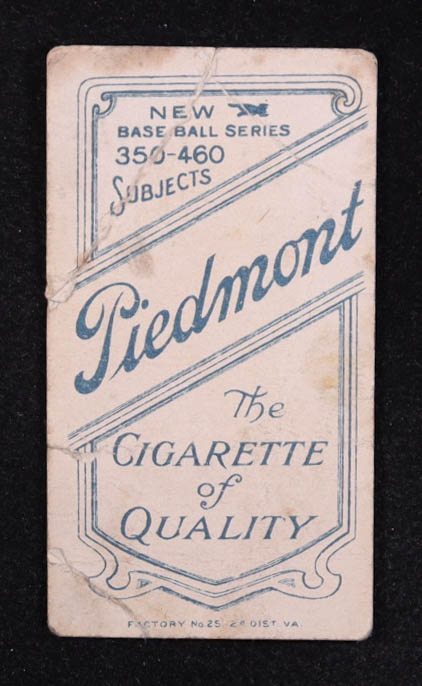 NEW
BASE BALL SERIES
350-460
SUBJECTS
Piedmont
The
CIGARETTE
of
QUALITY
FACTORY No. 25, 2d DIST. VA.